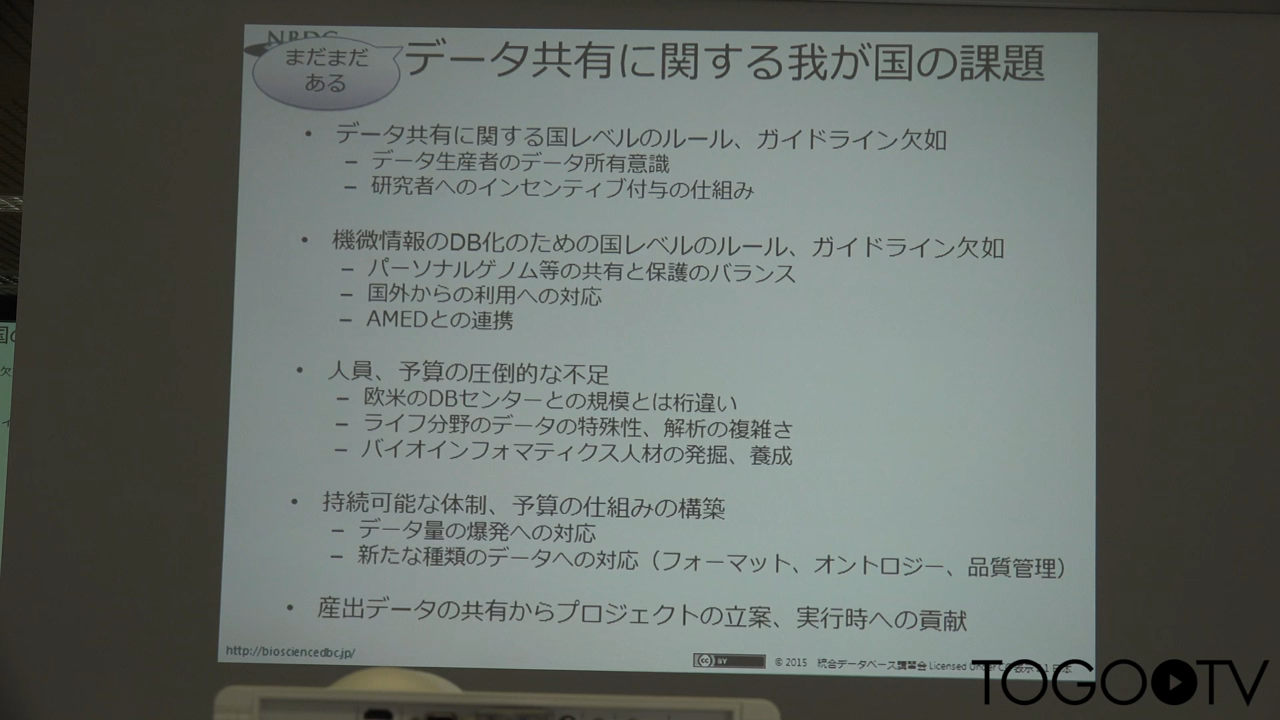 NBDC
まだまだ
ある
データ共有に関する我が国の課題
• データ共有に関する国レベルのルール、ガイドライン欠如
– データ生産者のデータ所有意識
– 研究者へのインセンティブ付与の仕組み
• 機微情報のDB化のための国レベルのルール、ガイドライン欠如
– パーソナルゲノム等の共有と保護のバランス
– 国外からの利用への対応
– AMEDとの連携
• 人員、予算の圧倒的な不足
– 欧米のDBセンターとの規模とは桁違い
– ライフ分野のデータの特殊性、解析の複雑さ
– バイオインフォマティクス人材の発掘、養成
• 持続可能な体制、予算の仕組みの構築
– データ量の爆発への対応
– 新たな種類のデータへの対応（フォーマット、オントロジー、品質管理）
• 産出データの共有からプロジェクトの立案、実行時への貢献
http://biosciencedbc.jp/
cc BY
© 2015 統合データベース講習会 Licensed Under CC 表示
TOGOTV